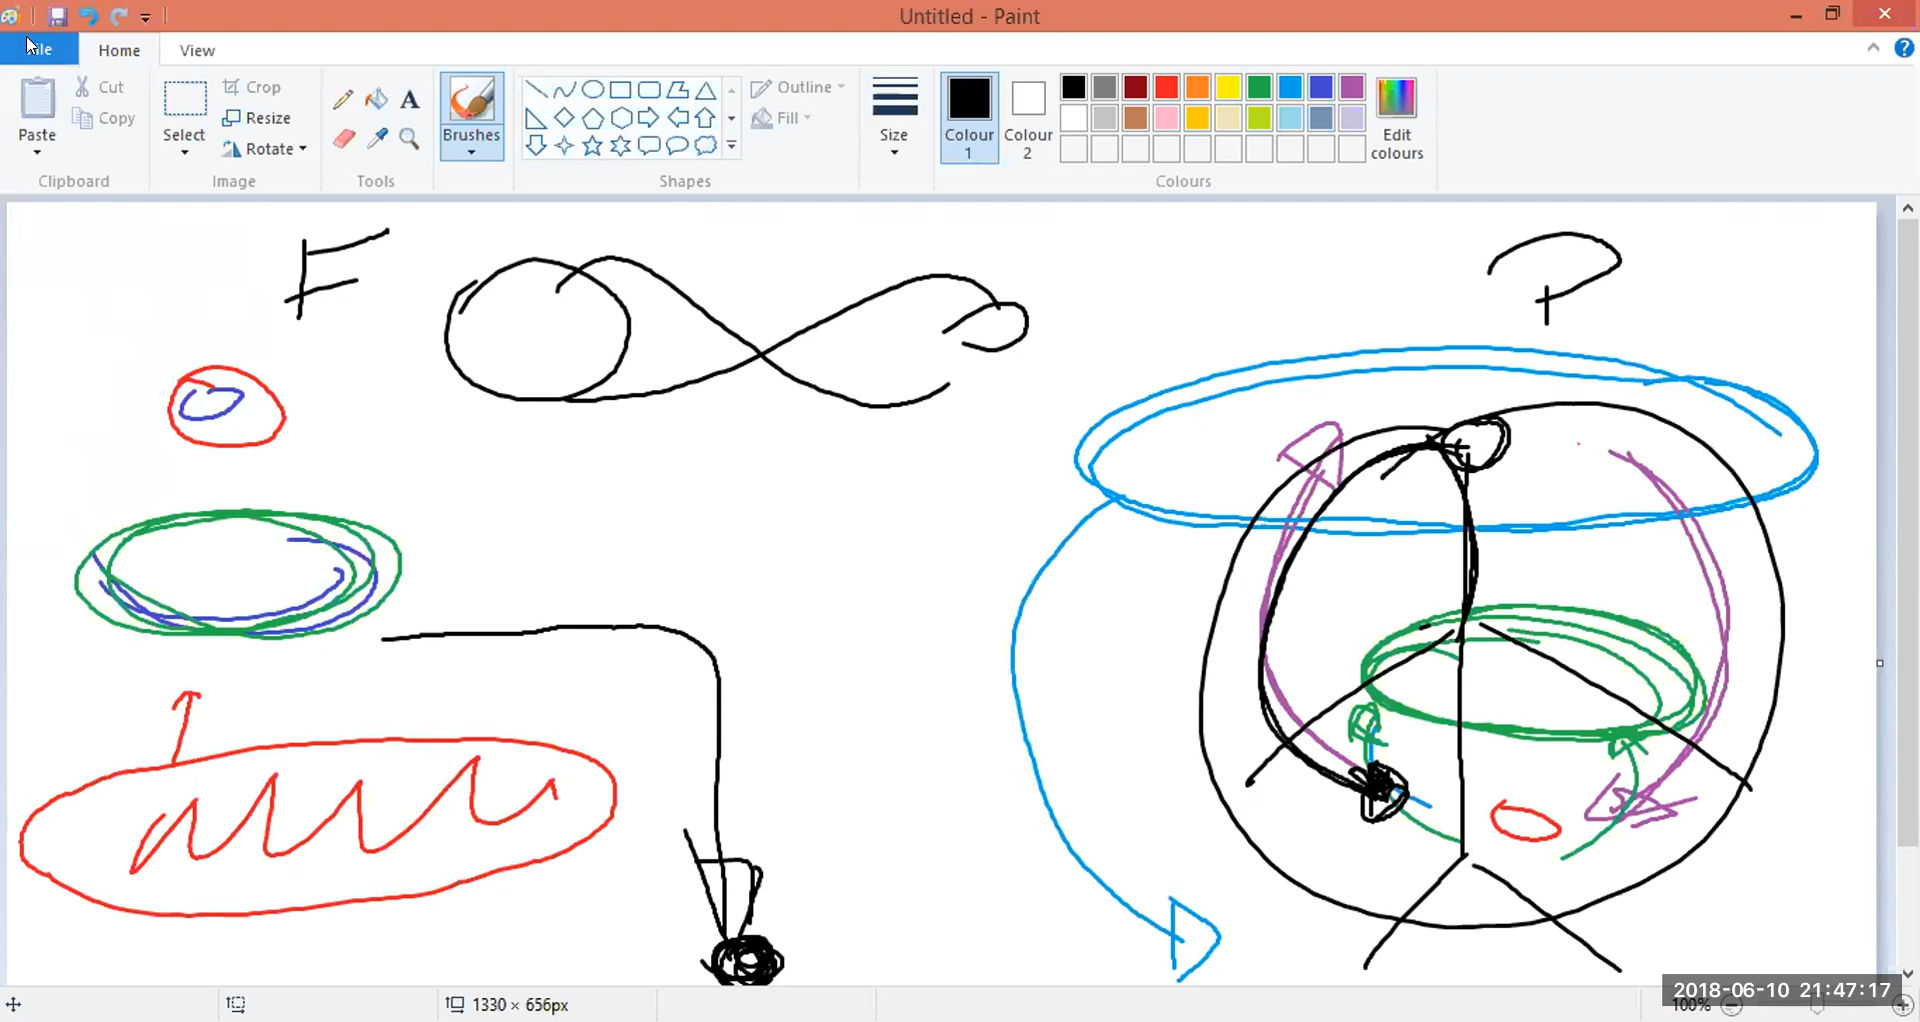 Untitled - Paint
File Home View
Paste
Cut
Copy
Clipboard
Select
Crop
Resize
Rotate
Image
Tools
Brushes
Shapes
Outline
Fill
Size
Colour 1
Colour 2
Edit colours
Colours
F
P
1330 × 656px
100%
2018-06-10 21:47:17